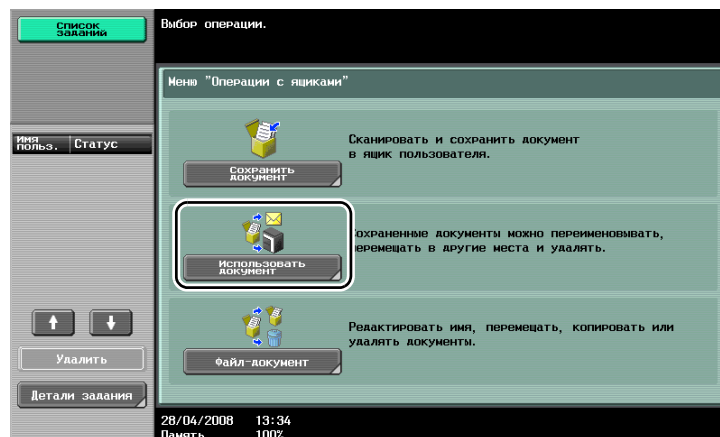 Список
заданий
Выбор операции.
Меню "Операции с ящиками"
Имя
польз.
Статус
Сканировать и сохранить документ
в ящик пользователя.
Сохранить
документ
Сохраненные документы можно переименовывать,
перемещать в другие места и удалять.
Использовать
документ
Редактировать имя, перемещать, копировать или
удалять документы.
Файл-документ
Удалить
Детали задания
28/04/2008 13:34
Память 100%